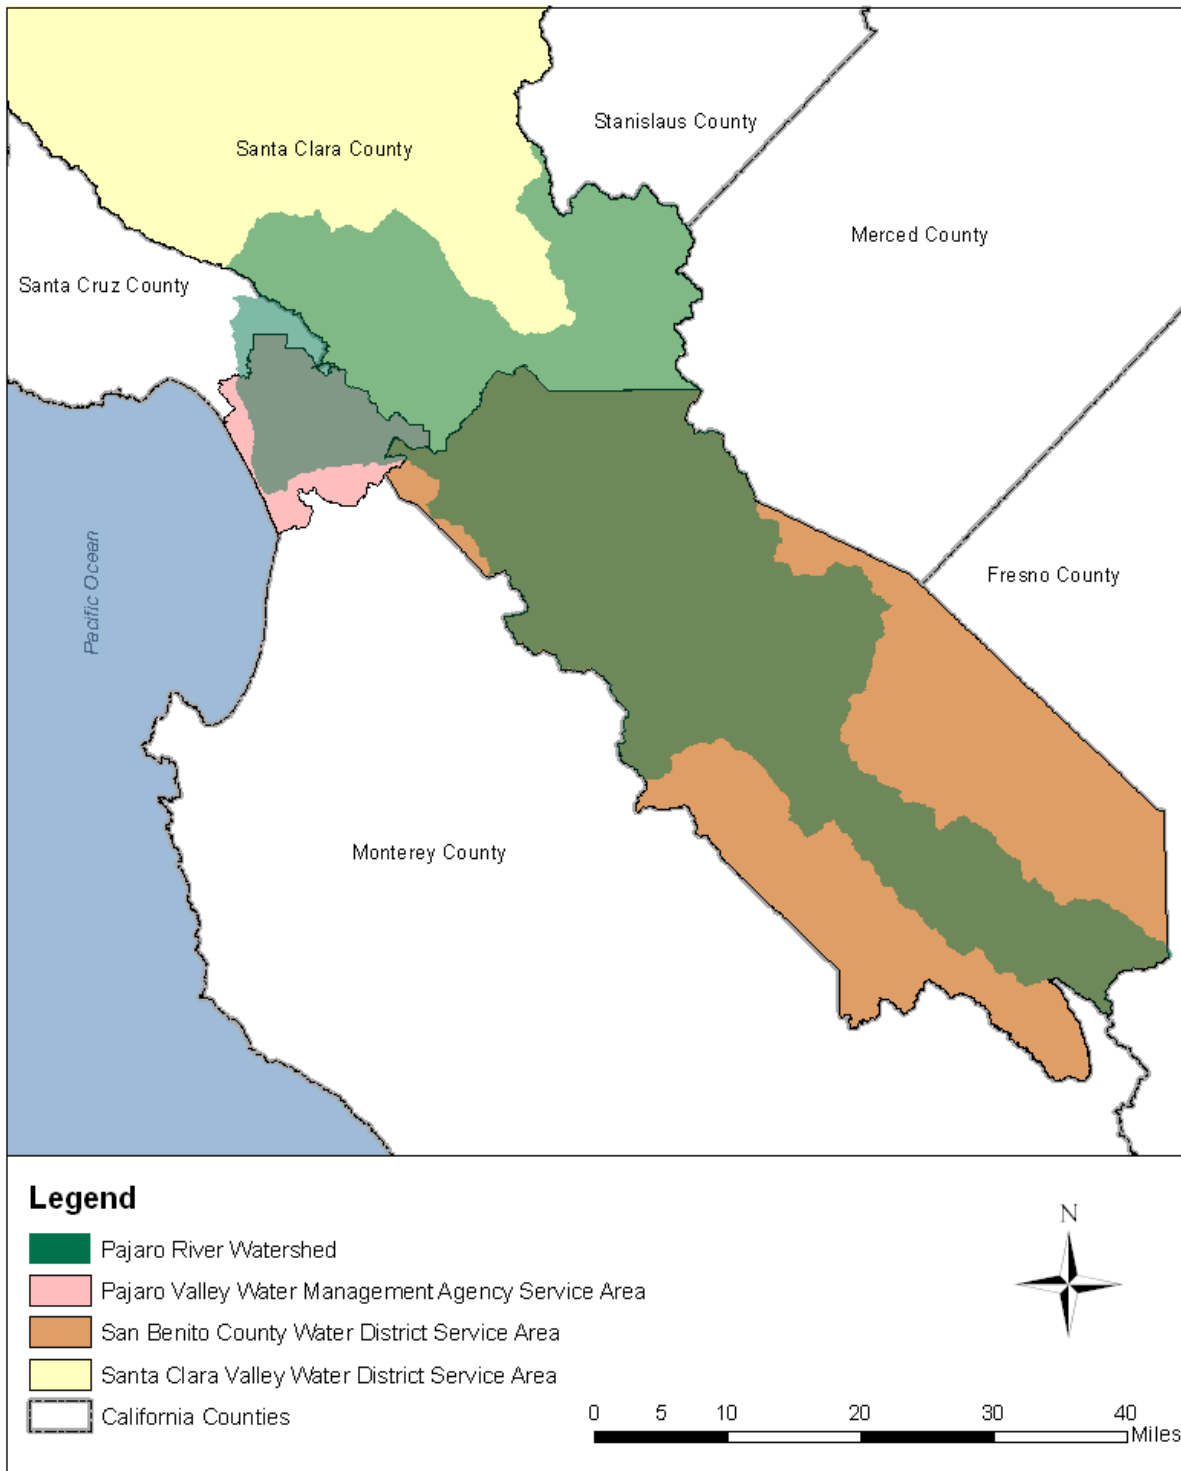 Stanislaus County
Santa Clara County
Merced County
Santa Cruz County
Pacific Ocean
Fresno County
Monterey County
Legend
Pajaro River Watershed
Pajaro Valley Water Management Agency Service Area
San Benito County Water District Service Area
Santa Clara Valley Water District Service Area
California Counties
N
0 5 10 20 30 40
Miles